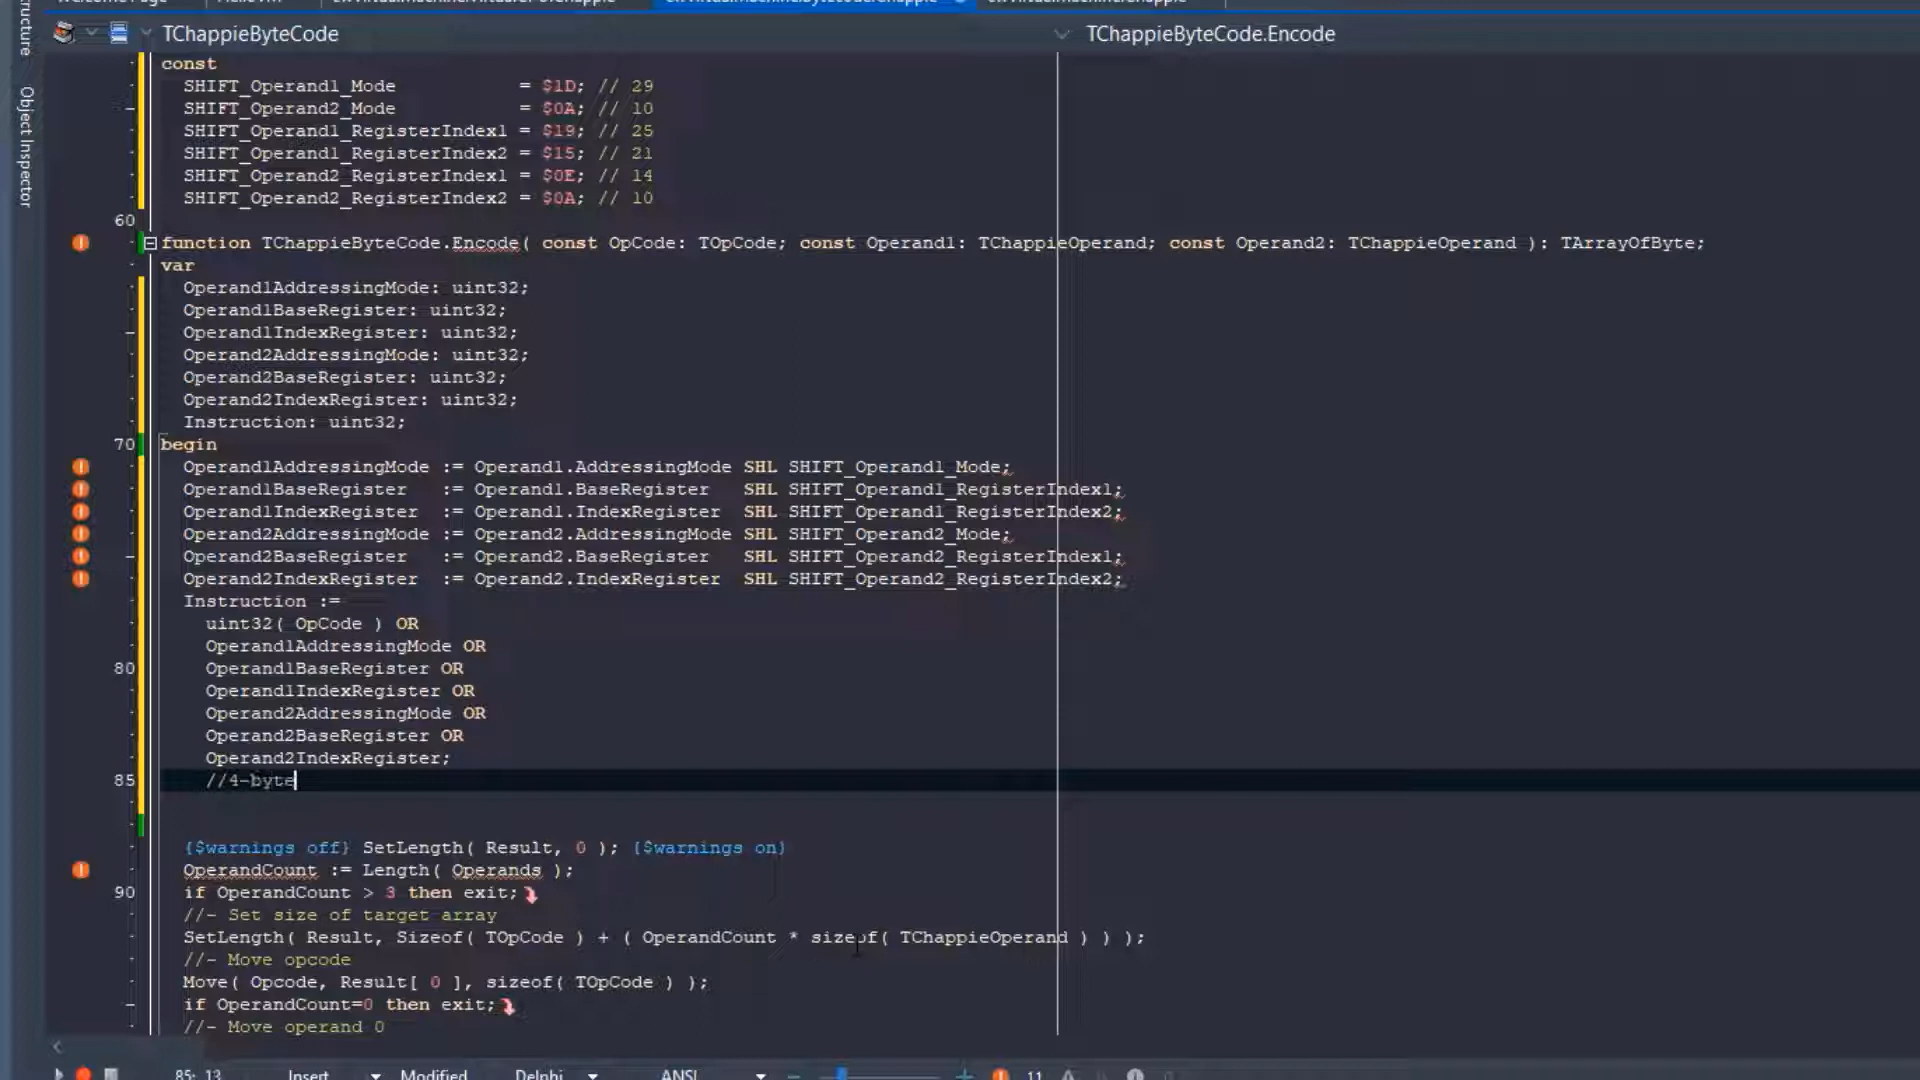 Welcome Page
Structure
Object Inspector
TChappieByteCode
TChappieByteCode.Encode
const
SHIFT_Operand1_Mode = $1D; // 29
SHIFT_Operand2_Mode = $0A; // 10
SHIFT_Operand1_RegisterIndex1 = $19; // 25
SHIFT_Operand1_RegisterIndex2 = $15; // 21
SHIFT_Operand2_RegisterIndex1 = $0E; // 14
SHIFT_Operand2_RegisterIndex2 = $0A; // 10
60
function TChappieByteCode.Encode( const OpCode: TOpCode; const Operand1: TChappieOperand; const Operand2: TChappieOperand ): TArrayOfByte;
var
Operand1AddressingMode: uint32;
Operand1BaseRegister: uint32;
Operand1IndexRegister: uint32;
Operand2AddressingMode: uint32;
Operand2BaseRegister: uint32;
Operand2IndexRegister: uint32;
Instruction: uint32;
70 begin
Operand1AddressingMode := Operand1.AddressingMode SHL SHIFT_Operand1_Mode;
Operand1BaseRegister := Operand1.BaseRegister SHL SHIFT_Operand1_RegisterIndex1;
Operand1IndexRegister := Operand1.IndexRegister SHL SHIFT_Operand1_RegisterIndex2;
Operand2AddressingMode := Operand2.AddressingMode SHL SHIFT_Operand2_Mode;
Operand2BaseRegister := Operand2.BaseRegister SHL SHIFT_Operand2_RegisterIndex1;
Operand2IndexRegister := Operand2.IndexRegister SHL SHIFT_Operand2_RegisterIndex2;
Instruction :=
uint32( OpCode ) OR
Operand1AddressingMode OR
80 Operand1BaseRegister OR
Operand1IndexRegister OR
Operand2AddressingMode OR
Operand2BaseRegister OR
Operand2IndexRegister;
85 //4-byte
{$warnings off} SetLength( Result, 0 ); {$warnings on}
OperandCount := Length( Operands );
90 if OperandCount > 3 then exit;
//- Set size of target array
SetLength( Result, Sizeof( TOpCode ) + ( OperandCount * sizeof( TChappieOperand ) ) );
//- Move opcode
Move( Opcode, Result[ 0 ], sizeof( TOpCode ) );
if OperandCount=0 then exit;
//- Move operand 0
85: 13 Insert Modified Delphi ANSI 11